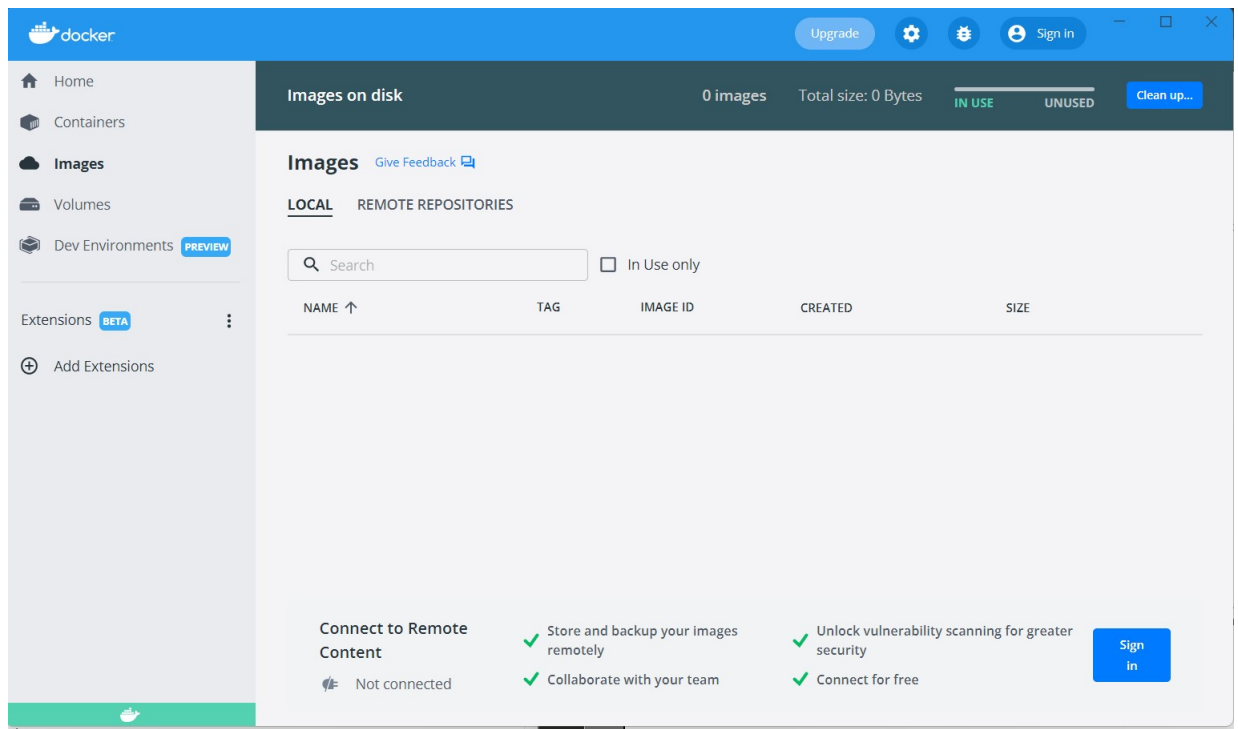 docker
Upgrade
Sign in
Home
Containers
Images
Volumes
Dev Environments PREVIEW
Extensions BETA
Add Extensions
Images on disk
0 images
Total size: 0 Bytes
IN USE
UNUSED
Clean up...
Images
Give Feedback
LOCAL
REMOTE REPOSITORIES
Search
In Use only
NAME
TAG
IMAGE ID
CREATED
SIZE
Connect to Remote
Content
Not connected
Store and backup your images
remotely
Collaborate with your team
Unlock vulnerability scanning for greater
security
Connect for free
Sign
in